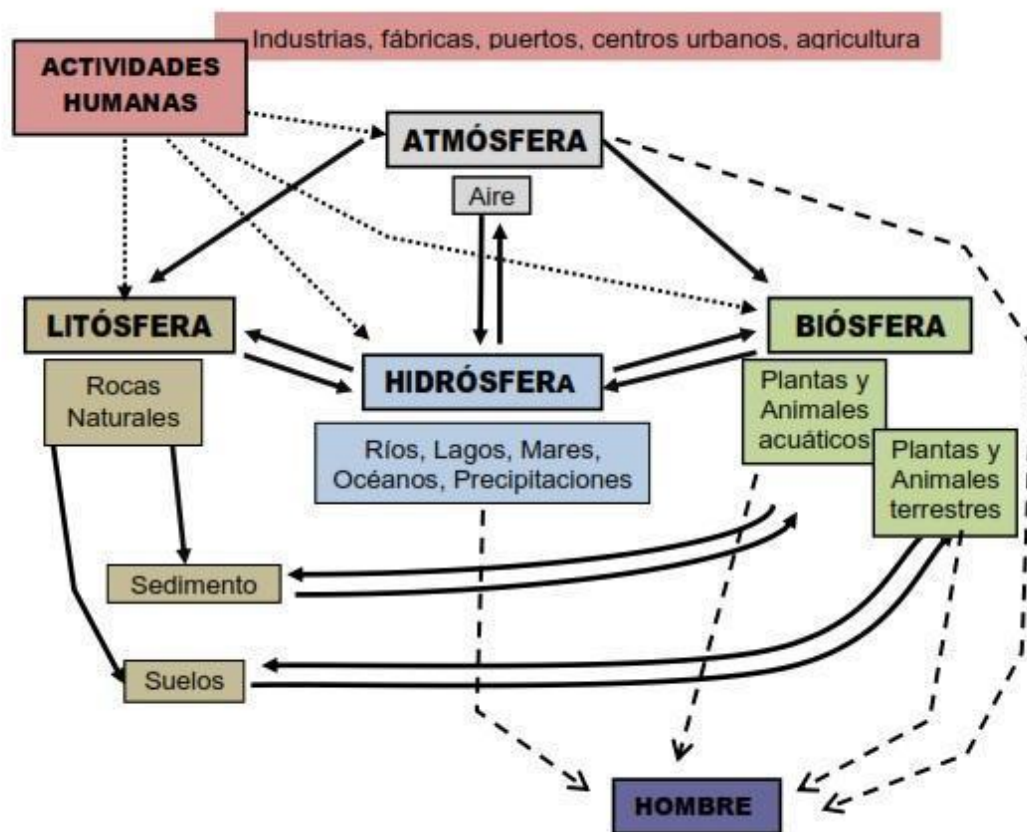 Industrias, fábricas, puertos, centros urbanos, agricultura
ACTIVIDADES
HUMANAS
ATMÓSFERA
Aire
LITÓSFERA
BIÓSFERA
HIDRÓSFERA
Rocas
Naturales
Plantas y
Animales
acuáticos
Ríos, Lagos, Mares,
Océanos, Precipitaciones
Plantas y
Animales
terrestres
Sedimento
Suelos
HOMBRE